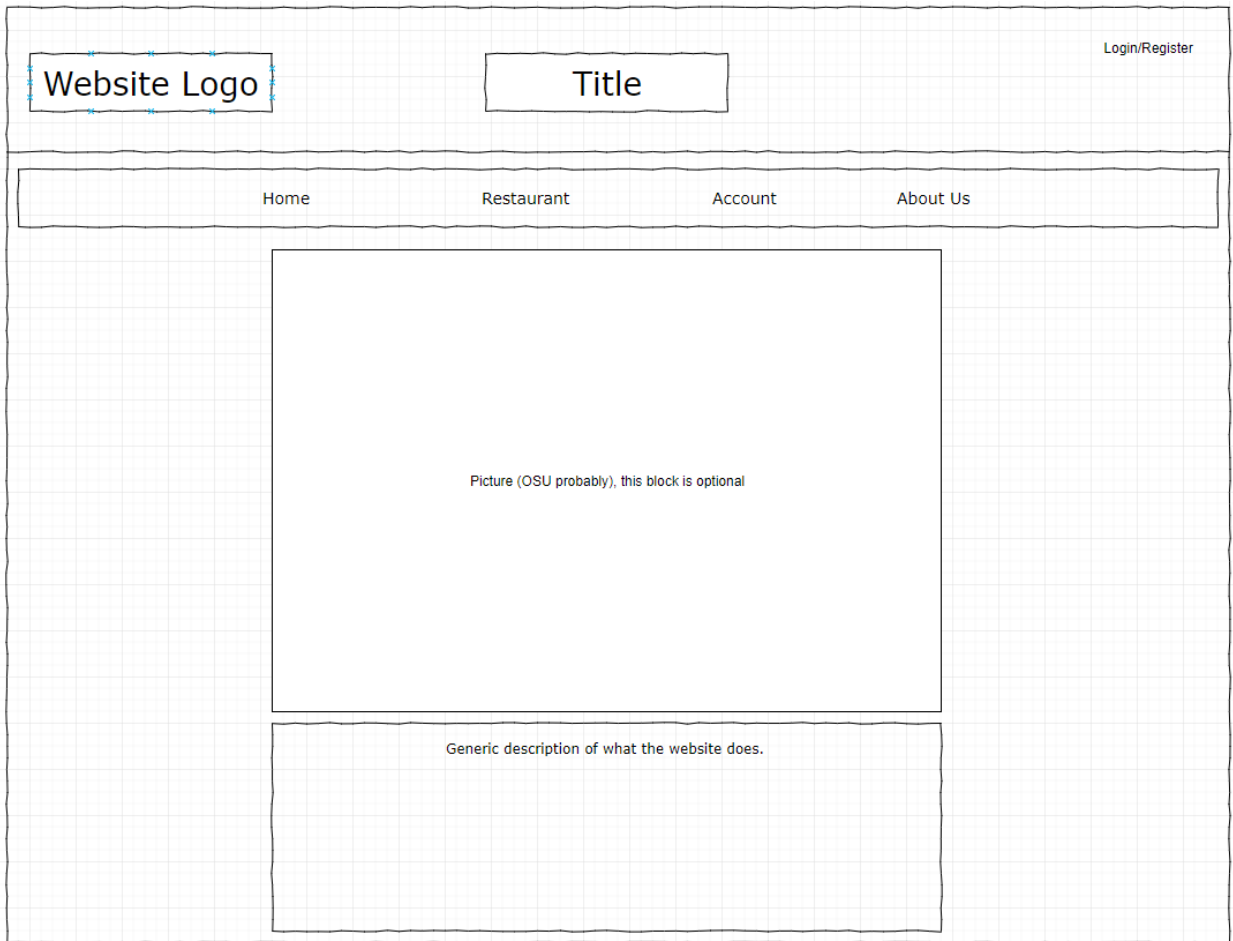 Login/Register
Website Logo
Title
Home
Restaurant
Account
About Us
Picture (OSU probably), this block is optional
Generic description of what the website does.